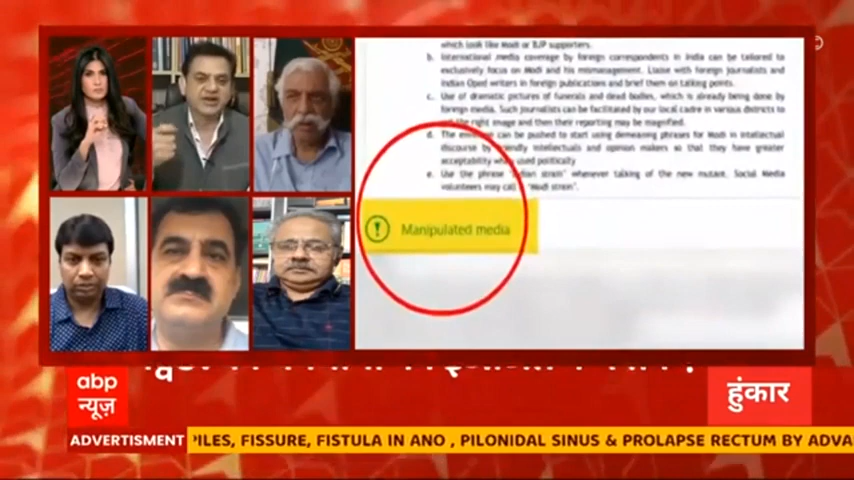 which look like Modi or BJP supporters.
b. International media coverage by foreign correspondents in India can be tailored to
exclusively focus on Modi and his mismanagement. Liaise with foreign journalists and
Indian Oped writers in foreign publications and brief them on talking points.
c. Use of dramatic pictures of funerals and dead bodies, which is already being done by
foreign media. Such journalists can be facilitated by our local cadre in various districts to
the right image and then their reporting may be magnified.
d. The can be pushed to start using demeaning phrases for Modi in intellectual
discourse by friendly intellectuals and opinion makers so that they have greater
acceptability when used politically
e. Use the phrase "Indian strain" whenever talking of the new mutant. Social Media
volunteers may call "Modi strain".
Manipulated media
abp
न्यूज़
हुंकार
ADVERTISMENT
PILES, FISSURE, FISTULA IN ANO , PILONIDAL SINUS & PROLAPSE RECTUM BY ADVA